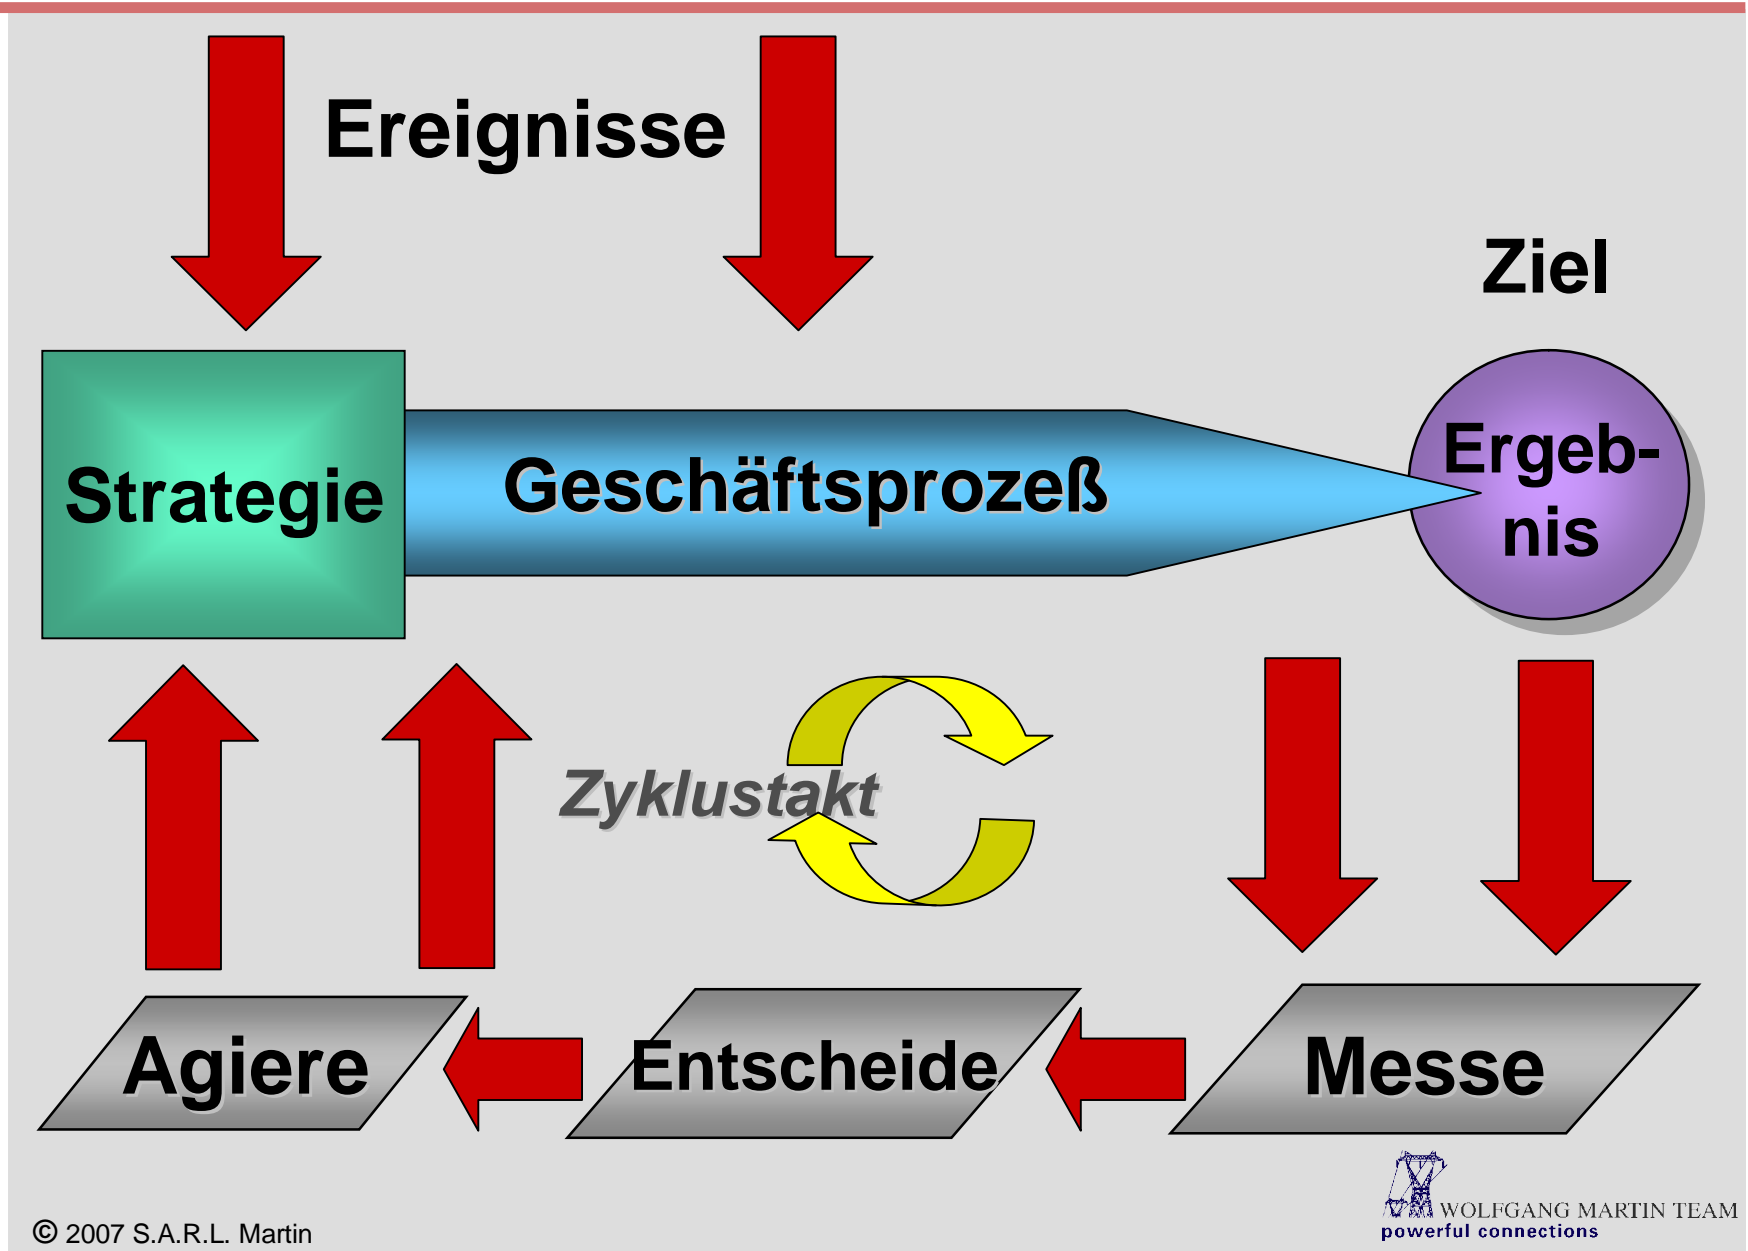 Ereignisse
Ziel
Strategie
Geschäftsprozeß
Ergeb-
nis
Zyklustakt
Agiere
Entscheide
Messe
WOLFGANG MARTIN TEAM
powerful connections
© 2007 S.A.R.L. Martin